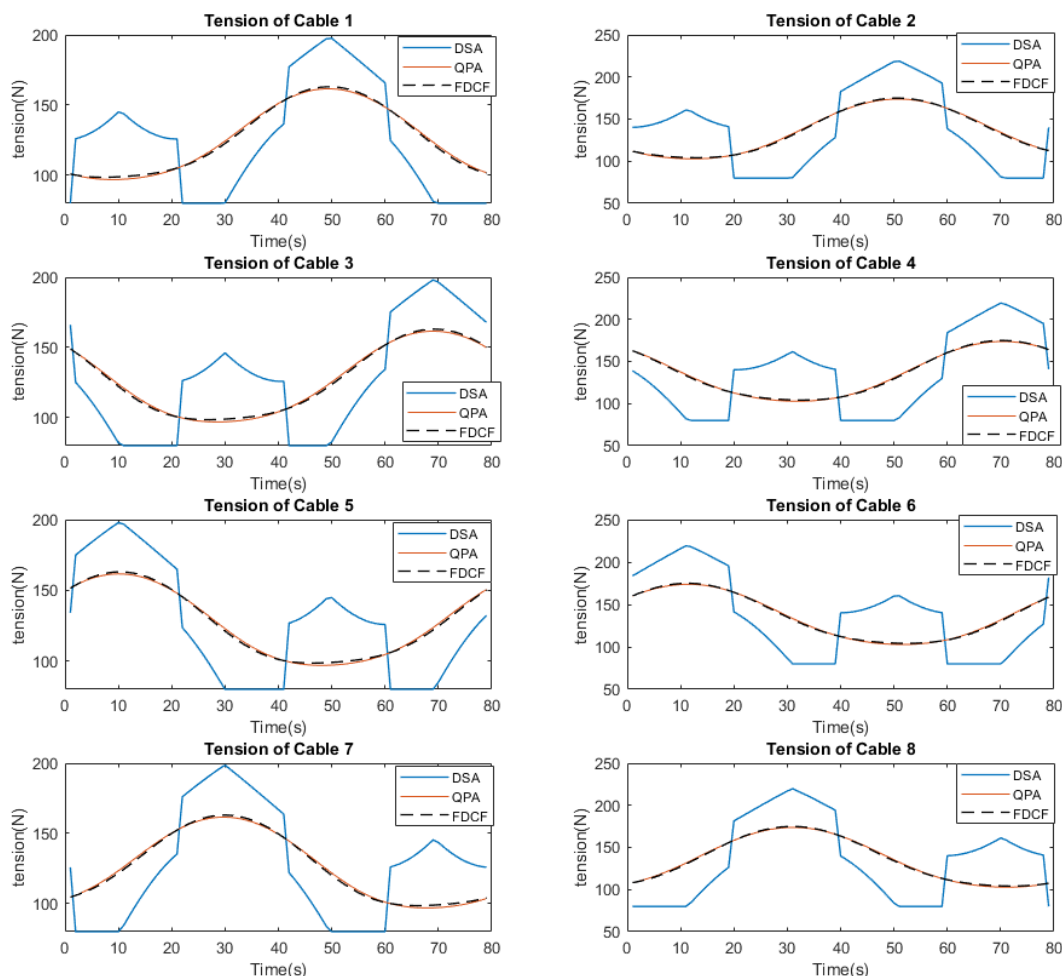 Tension of Cable 1
200
150
100
tension(N)
DSA
QPA
FDCF
0 10 20 30 40 50 60 70 80
Time(s)
Tension of Cable 2
250
200
150
100
50
tension(N)
DSA
QPA
FDCF
0 10 20 30 40 50 60 70 80
Time(s)
Tension of Cable 3
200
150
100
tension(N)
DSA
QPA
FDCF
0 10 20 30 40 50 60 70 80
Time(s)
Tension of Cable 4
250
200
150
100
50
tension(N)
DSA
QPA
FDCF
0 10 20 30 40 50 60 70 80
Time(s)
Tension of Cable 5
200
150
100
tension(N)
DSA
QPA
FDCF
0 10 20 30 40 50 60 70 80
Time(s)
Tension of Cable 6
250
200
150
100
50
tension(N)
DSA
QPA
FDCF
0 10 20 30 40 50 60 70 80
Time(s)
Tension of Cable 7
200
150
100
tension(N)
DSA
QPA
FDCF
0 10 20 30 40 50 60 70 80
Time(s)
Tension of Cable 8
250
200
150
100
50
tension(N)
DSA
QPA
FDCF
0 10 20 30 40 50 60 70 80
Time(s)